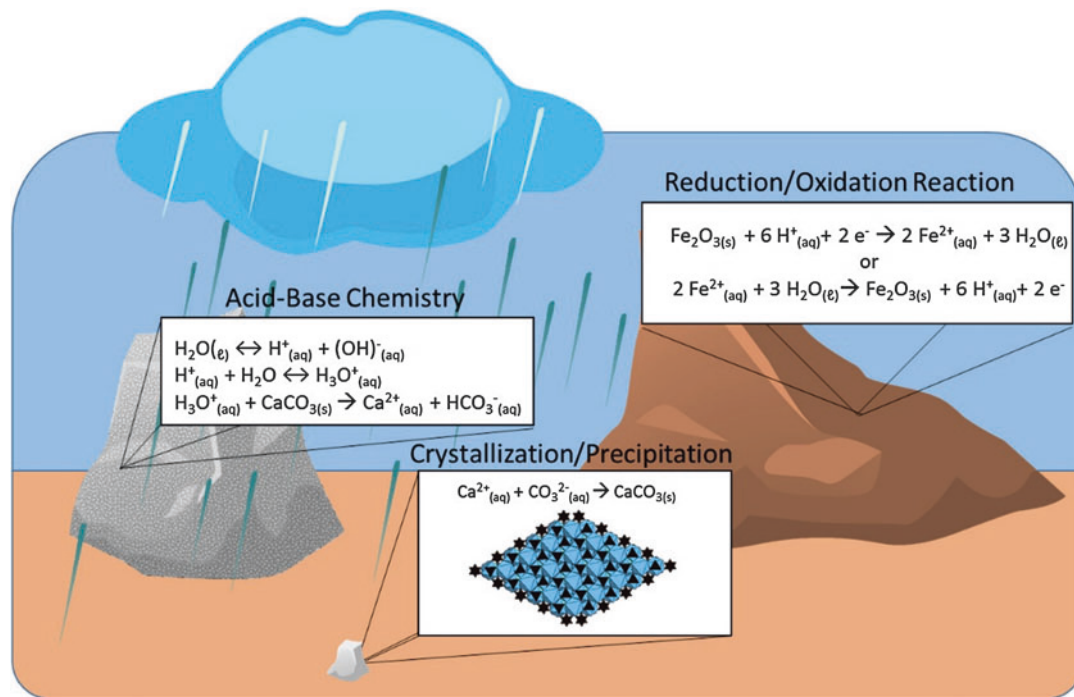 Reduction/Oxidation Reaction
Fe₂O₃₍ₛ₎ + 6 H⁺₍aq₎+ 2 e⁻ → 2 Fe²⁺₍aq₎ + 3 H₂O₍ℓ₎
or
2 Fe²⁺₍aq₎ + 3 H₂O₍ℓ₎→ Fe₂O₃₍ₛ₎ + 6 H⁺₍aq₎+ 2 e⁻
Acid-Base Chemistry
H₂O(ℓ₎ ↔ H⁺₍aq₎ + (OH)⁻₍aq₎
H⁺₍aq₎ + H₂O ↔ H₃O⁺₍aq₎
H₃O⁺₍aq₎ + CaCO₃₍ₛ₎ → Ca²⁺₍aq₎ + HCO₃⁻₍aq₎
Crystallization/Precipitation
Ca²⁺₍aq₎ + CO₃²⁻₍aq₎ → CaCO₃₍ₛ₎